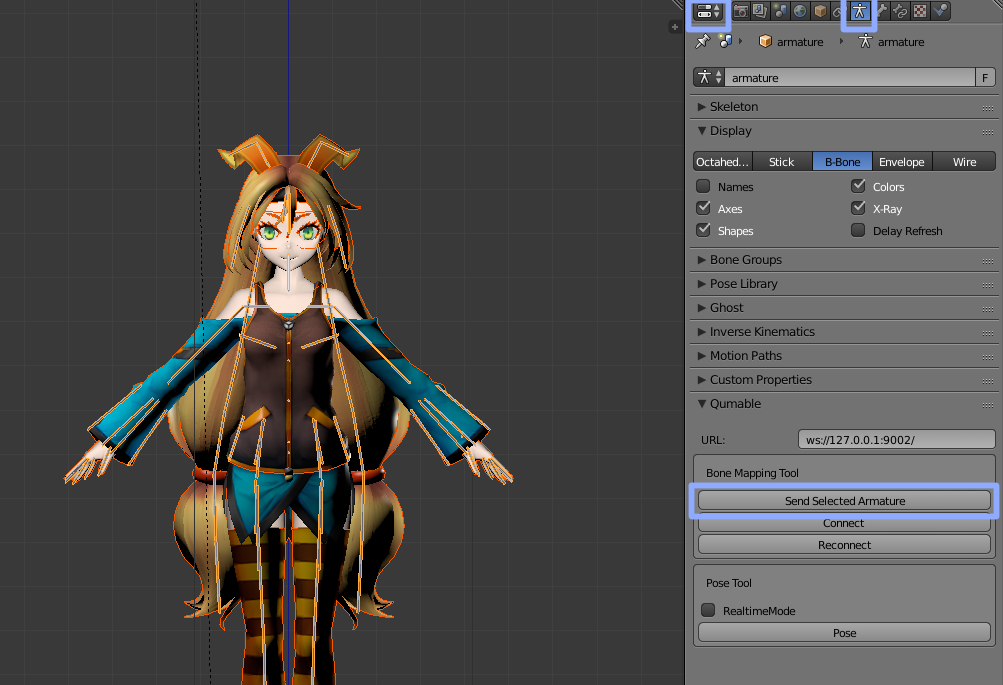 armature armature
armature F
Skeleton
Display
Octahed... Stick B-Bone Envelope Wire
Names Colors
Axes X-Ray
Shapes Delay Refresh
Bone Groups
Pose Library
Ghost
Inverse Kinematics
Motion Paths
Custom Properties
Qumable
URL: ws://127.0.0.1:9002/
Bone Mapping Tool
Send Selected Armature
Connect
Reconnect
Pose Tool
RealtimeMode
Pose